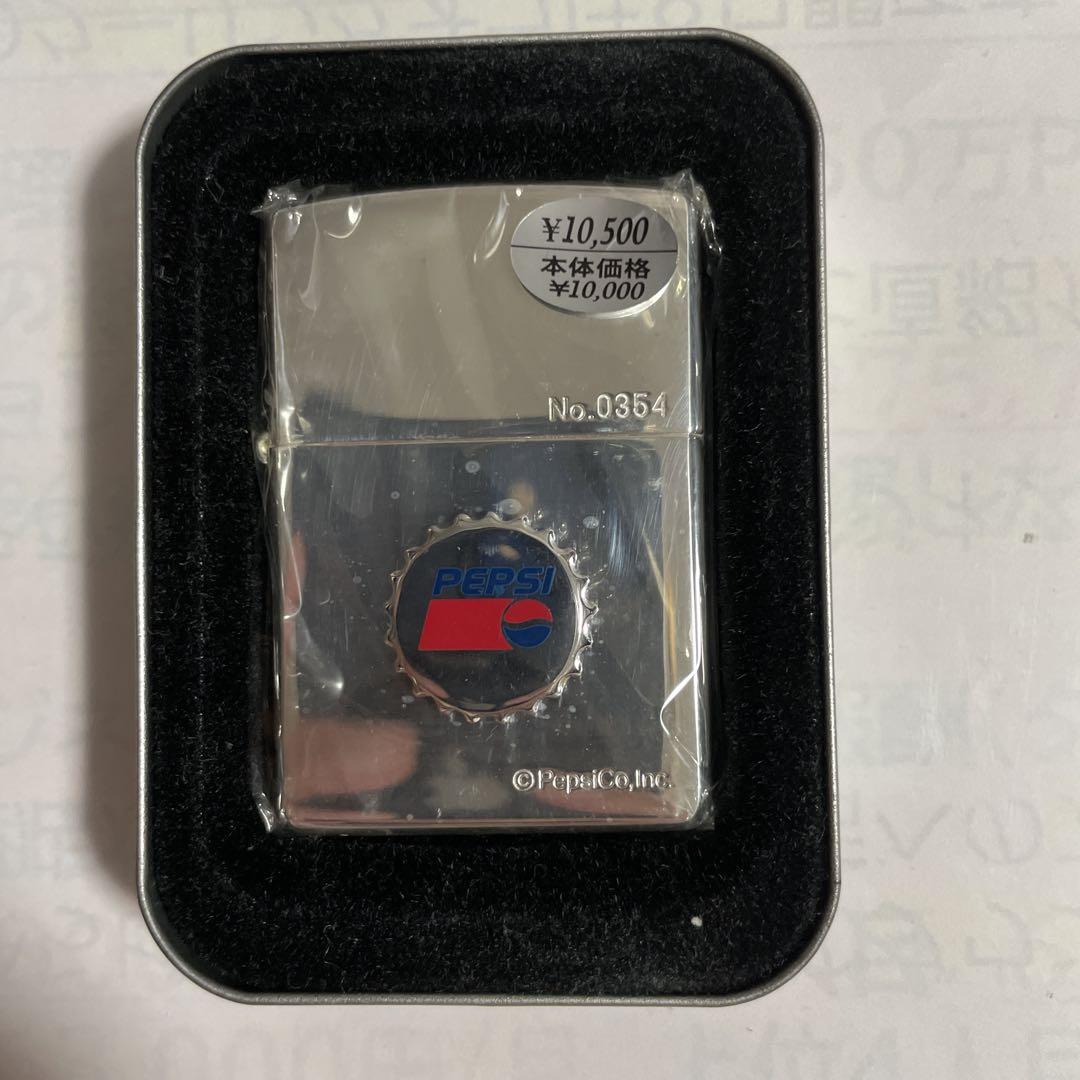 ¥10,500
本体価格
¥10,000
No.0354
PEPSI
©PepsiCo,Inc.